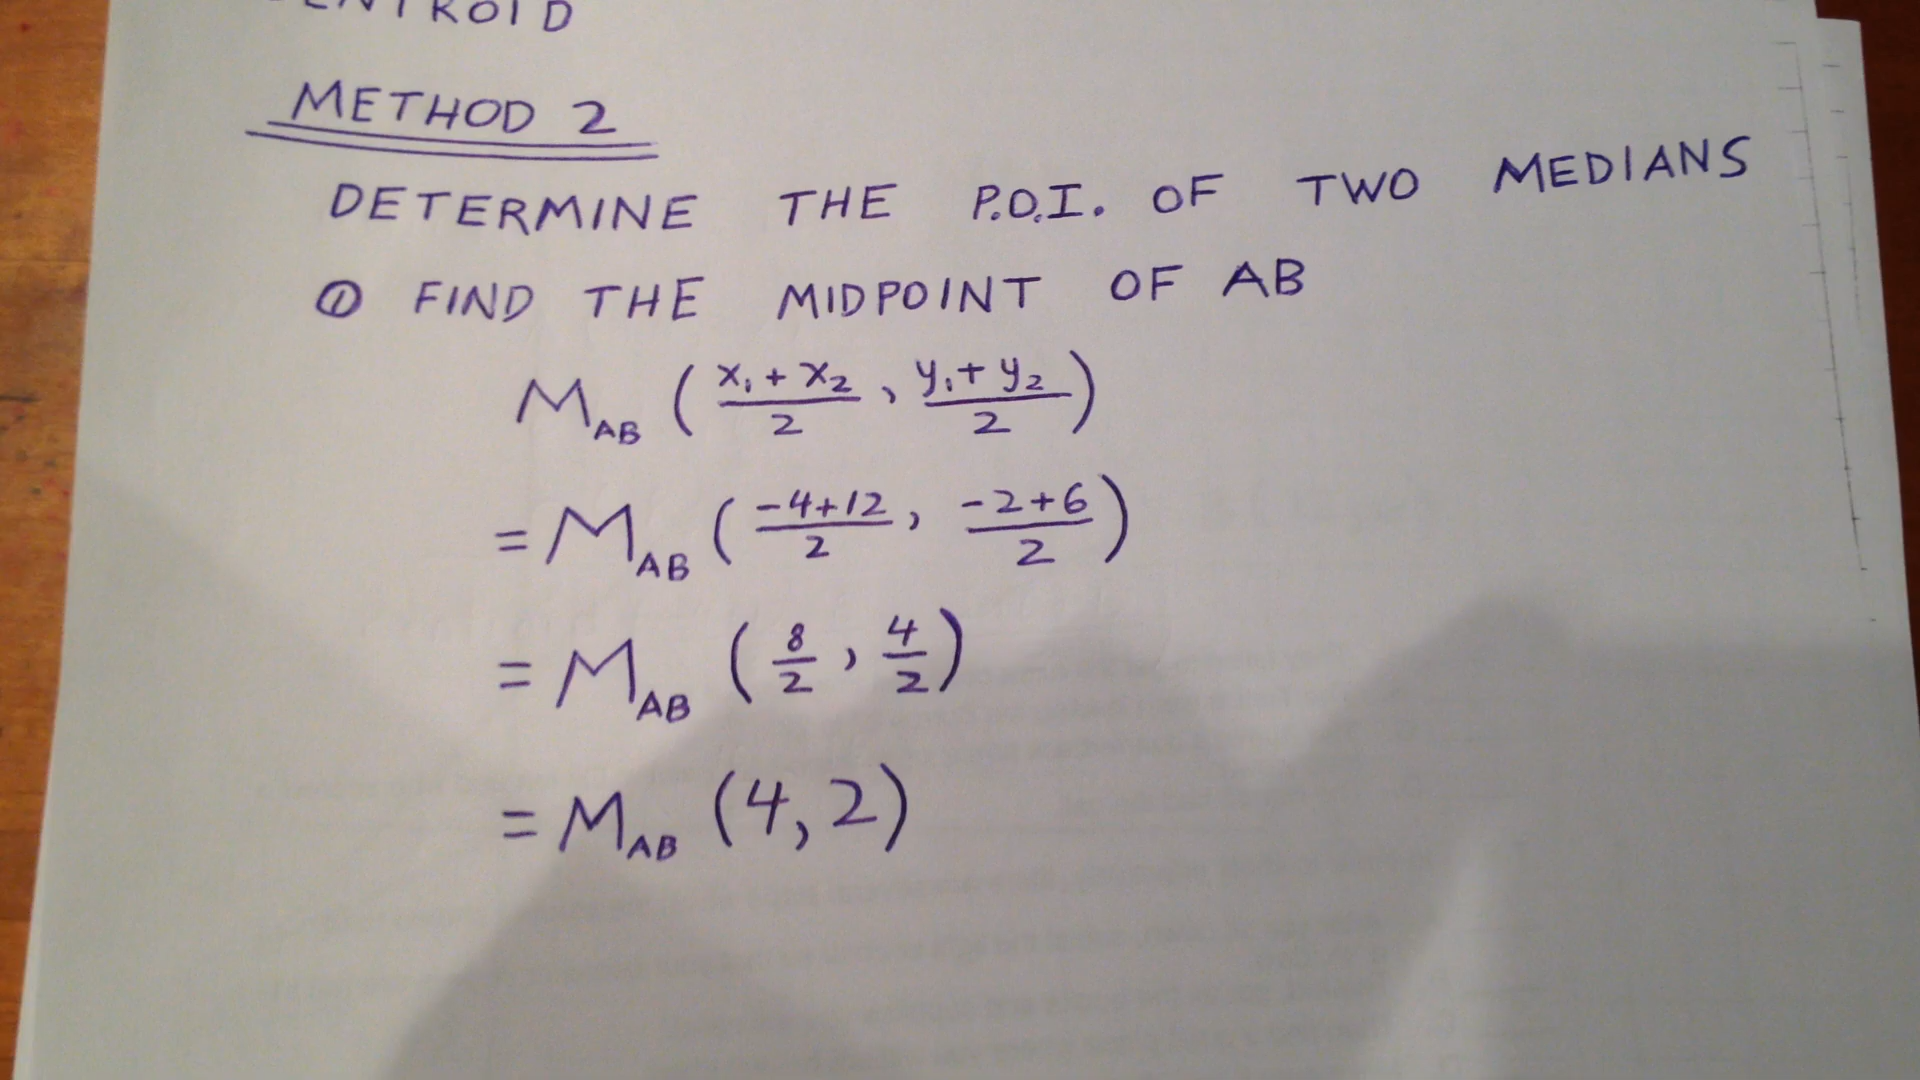 CENTROID
METHOD 2
DETERMINE THE P.O.I. OF TWO MEDIANS
① FIND THE MIDPOINT OF AB
M_AB ( (x₁ + x₂)/2 , (y₁ + y₂)/2 )
= M_AB ( (-4+12)/2 , (-2+6)/2 )
= M_AB ( 8/2 , 4/2 )
= M_AB (4,2)